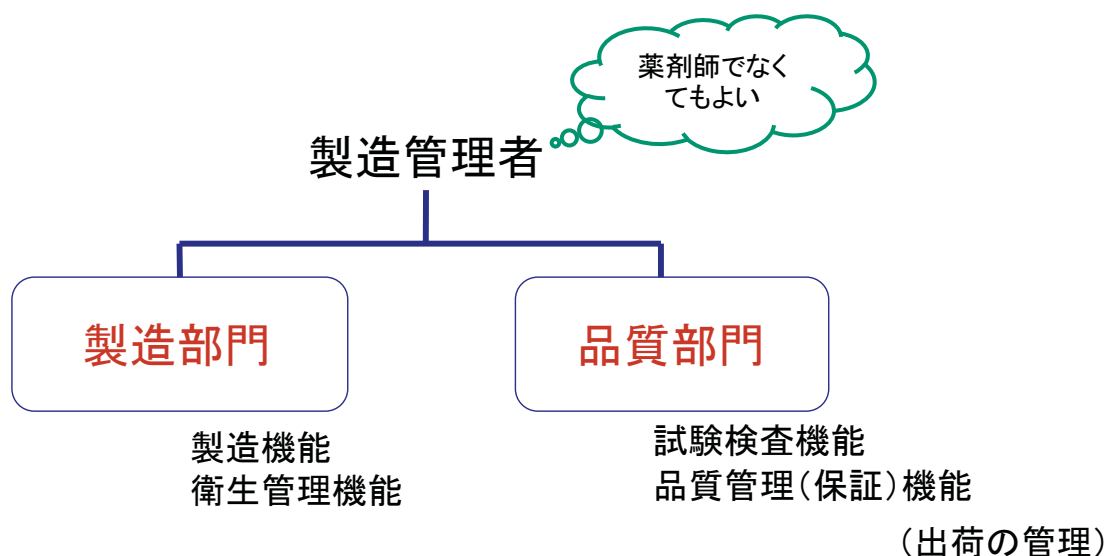 薬剤師でなく
てもよい
製造管理者
製造部門
品質部門
製造機能
衛生管理機能
試験検査機能
品質管理(保証)機能
(出荷の管理)